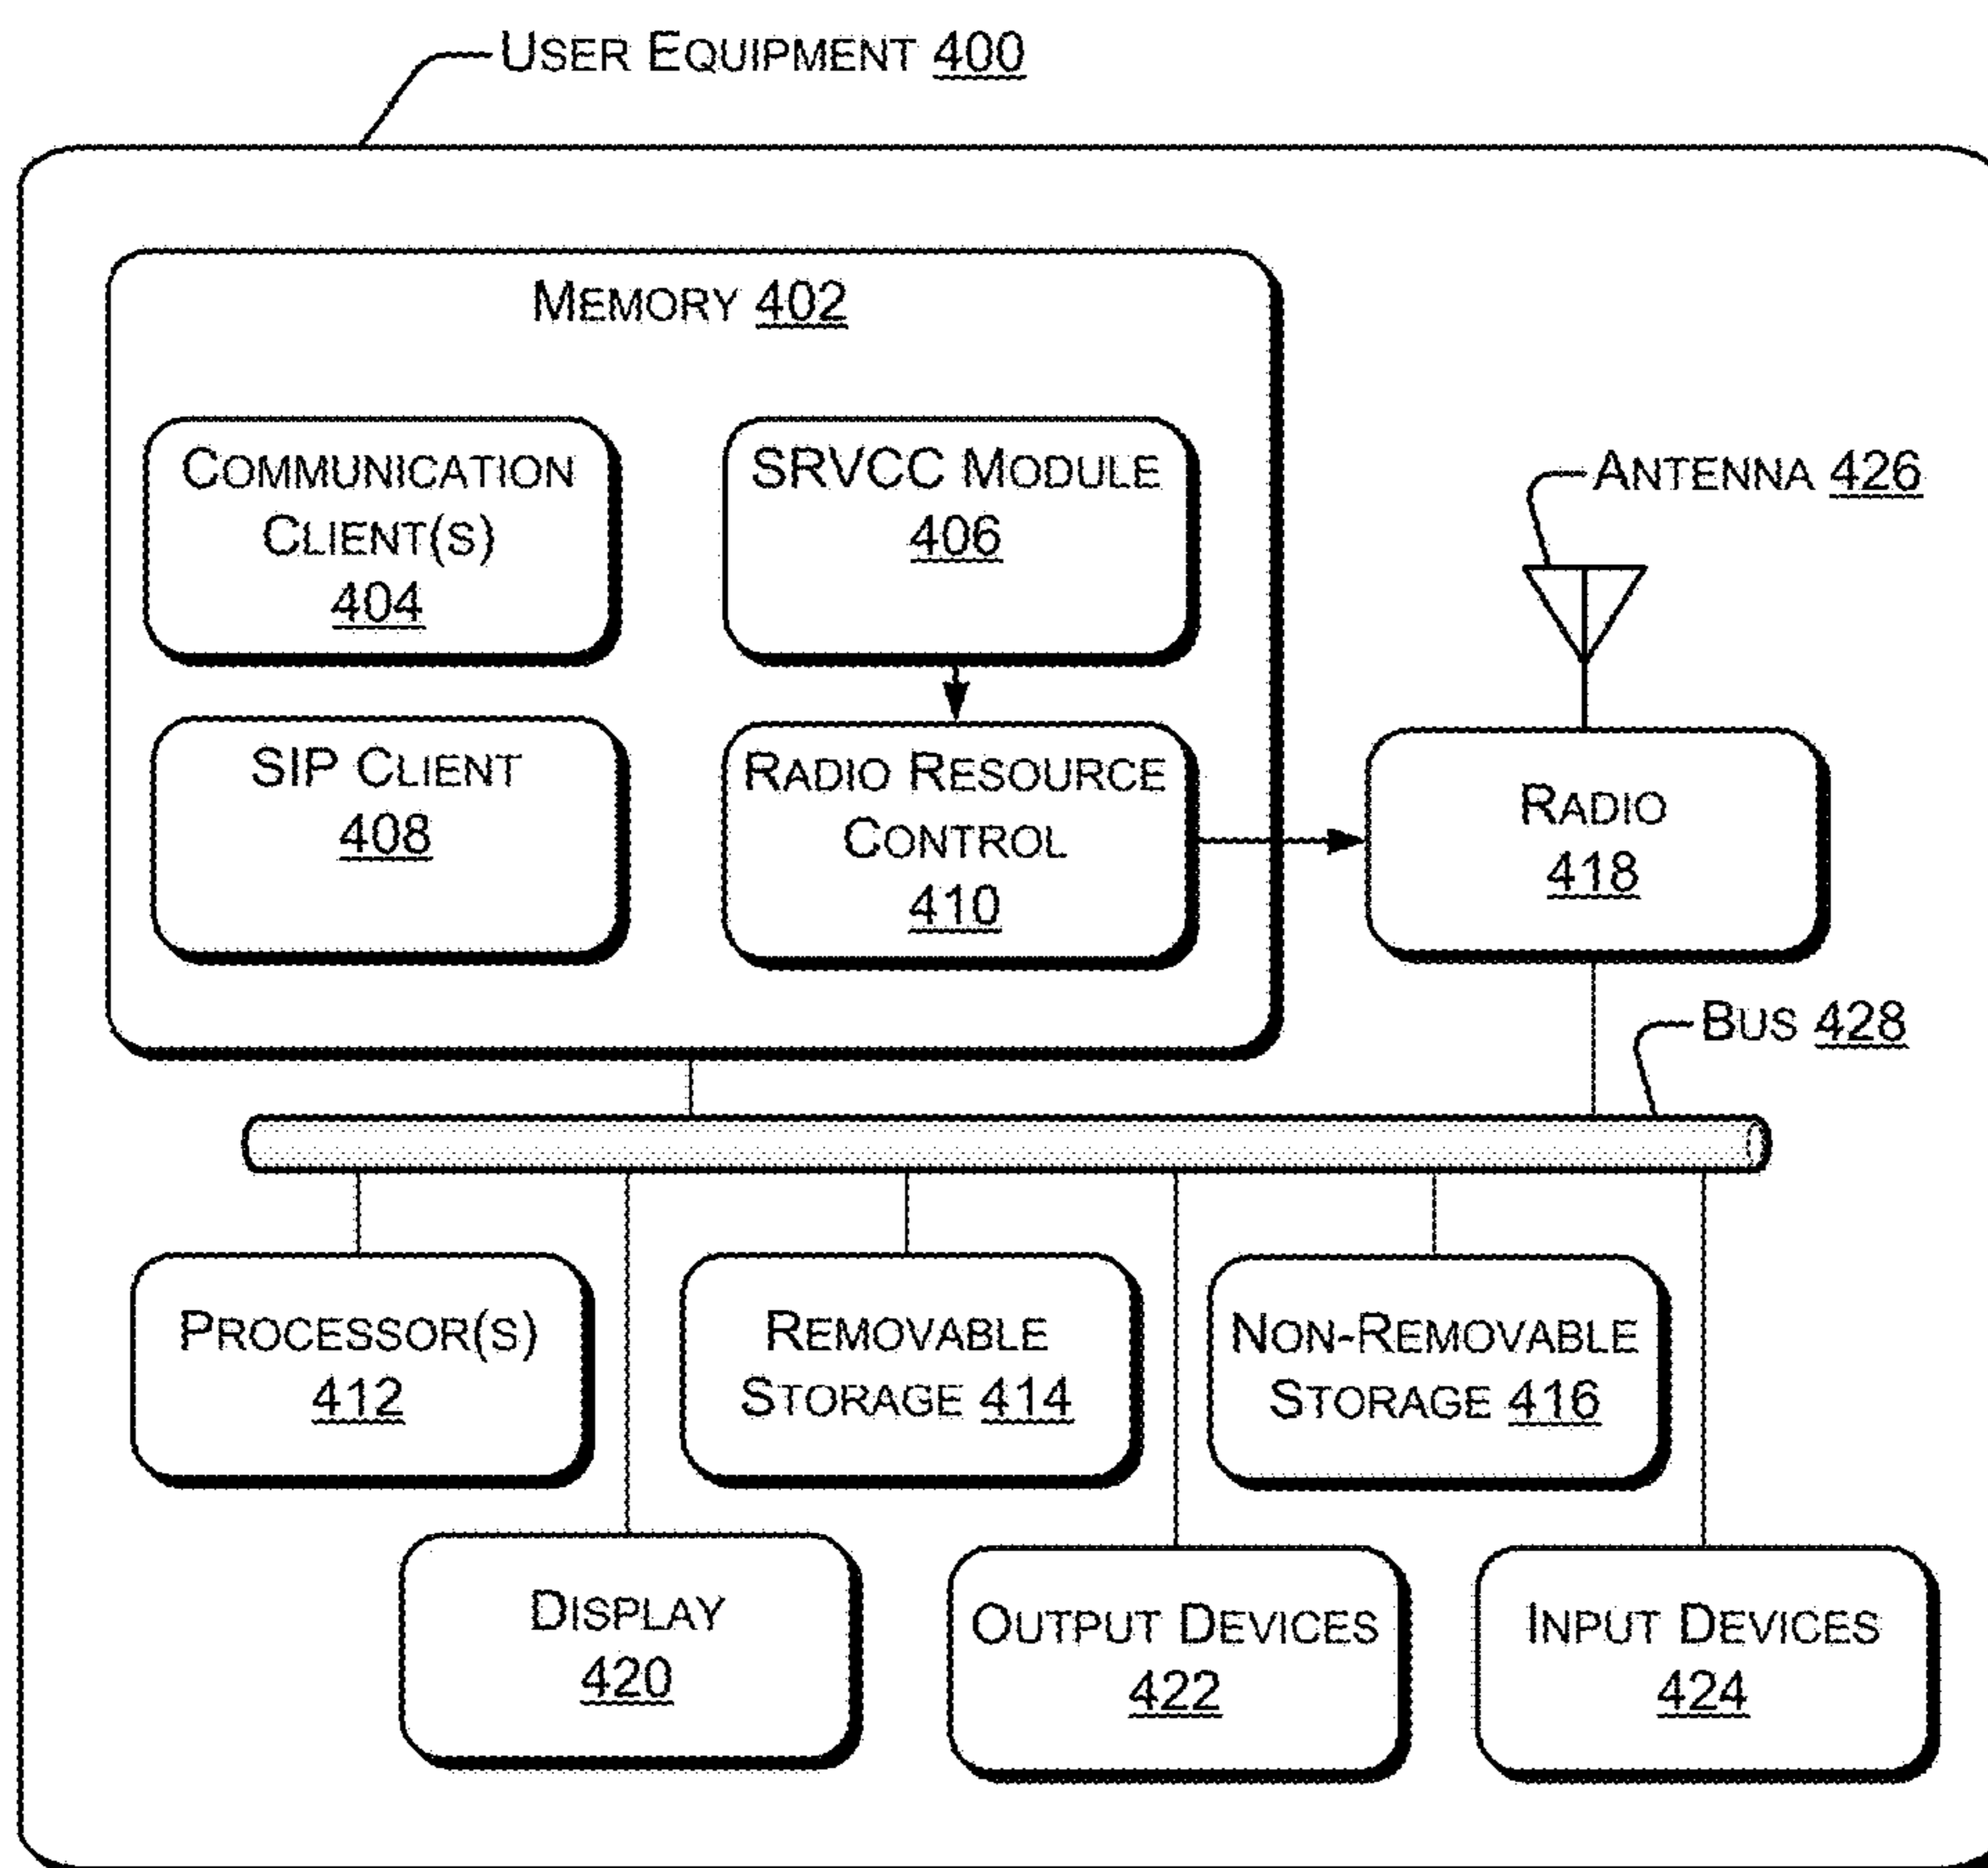 USER EQUIPMENT 400
MEMORY 402
COMMUNICATION
CLIENT(S)
404
SRVCC MODULE
406
ANTENNA 426
SIP CLIENT
408
RADIO RESOURCE
CONTROL
410
RADIO
418
BUS 428
PROCESSOR(S)
412
REMOVABLE
STORAGE 414
NON-REMOVABLE
STORAGE 416
DISPLAY
420
OUTPUT DEVICES
422
INPUT DEVICES
424